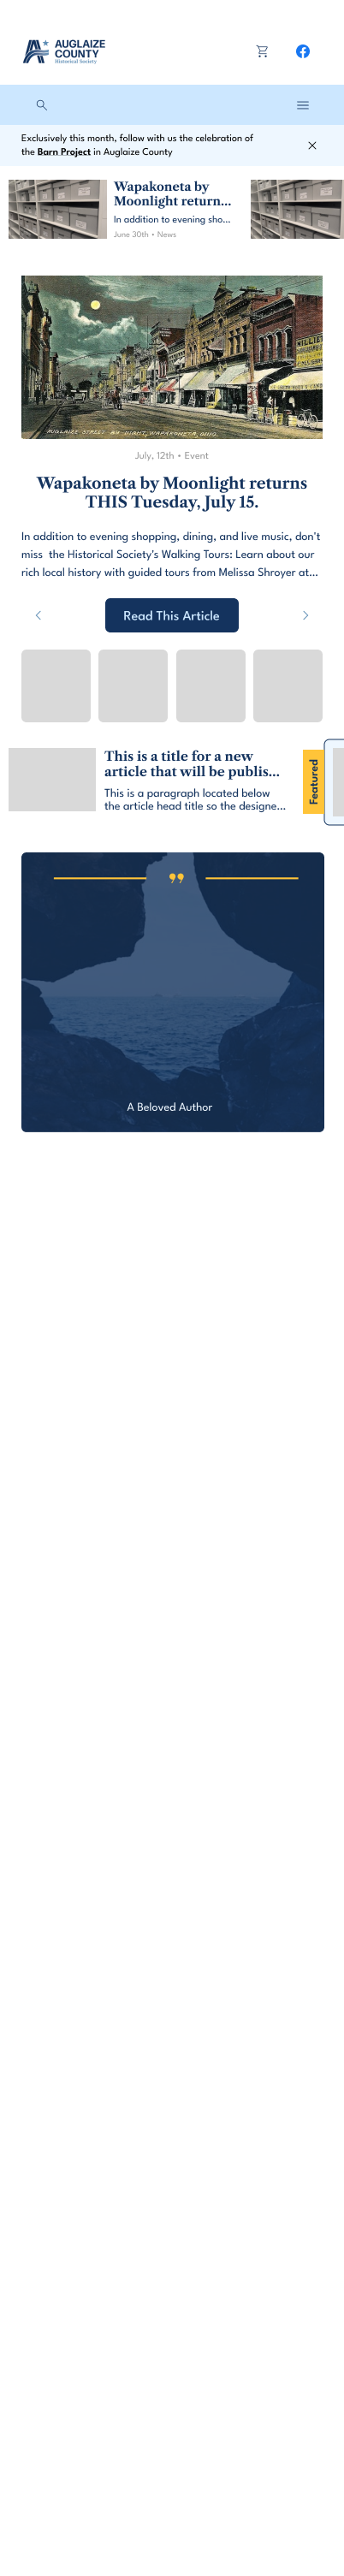 AUGLAIZE
COUNTY
Historical Society
Exclusively this month, follow with us the celebration of
the Barn Project in Auglaize County
Wapakoneta by
Moonlight return...
In addition to evening sho...
June 30th • News
AUGLAIZE STREET BY NIGHT, WAPAKONETA, OHIO.
July, 12th • Event
Wapakoneta by Moonlight returns
THIS Tuesday, July 15.
In addition to evening shopping, dining, and live music, don't
miss the Historical Society's Walking Tours: Learn about our
rich local history with guided tours from Melissa Shroyer at...
Read This Article
This is a title for a new
article that will be publis...
This is a paragraph located below
the article head title so the designe...
Featured
A Beloved Author